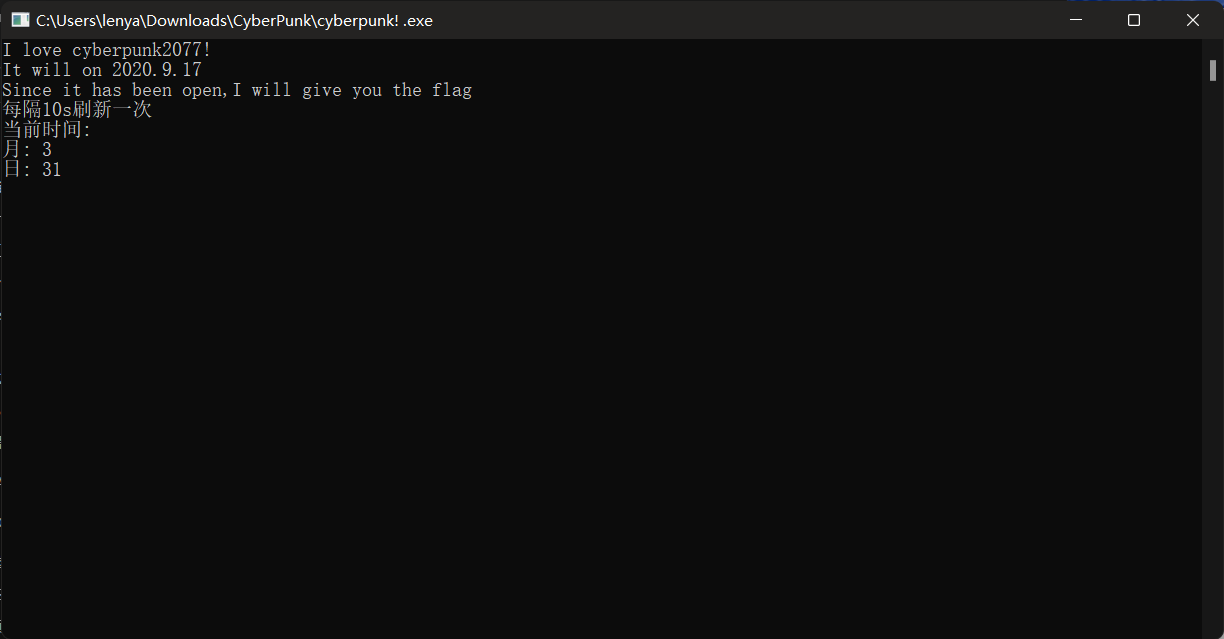 C:\Users\lenya\Downloads\CyberPunk\cyberpunk! .exe
I love cyberpunk2077!
It will on 2020.9.17
Since it has been open,I will give you the flag
每隔10s刷新一次
当前时间:
月: 3
日: 31